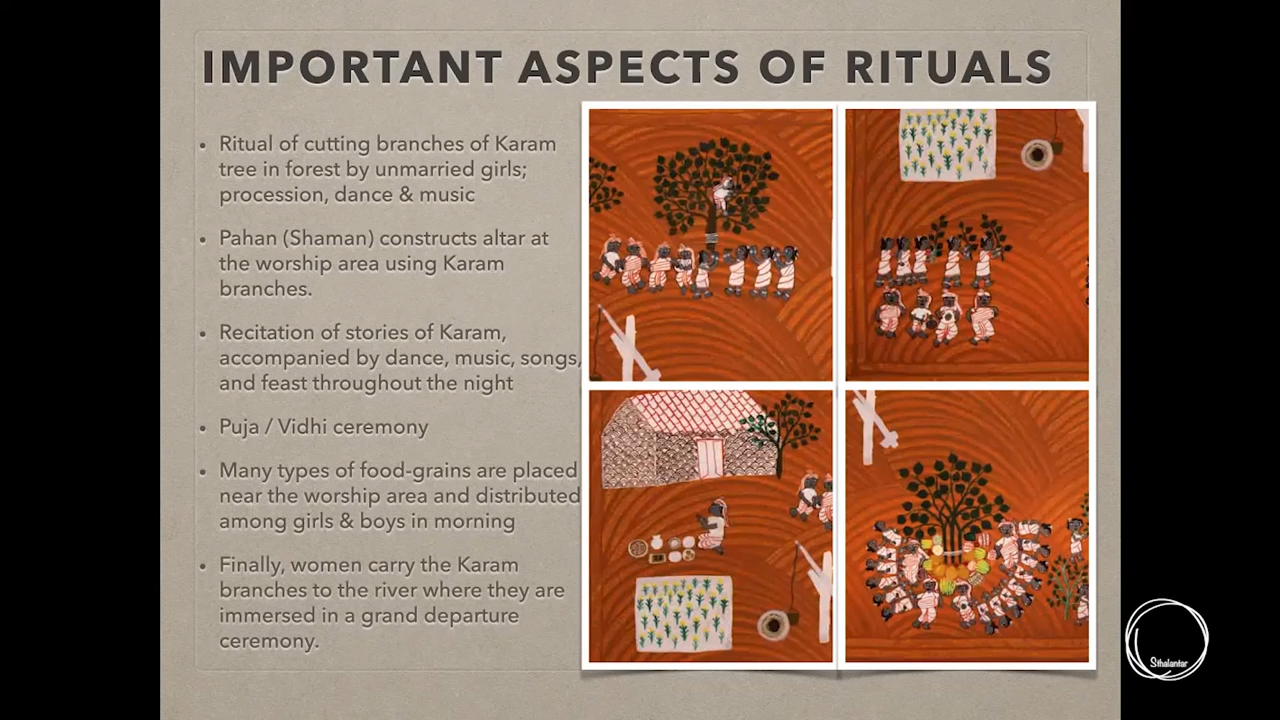 IMPORTANT ASPECTS OF RITUALS
• Ritual of cutting branches of Karam
tree in forest by unmarried girls;
procession, dance & music
• Pahan (Shaman) constructs altar at
the worship area using Karam
branches.
• Recitation of stories of Karam,
accompanied by dance, music, songs,
and feast throughout the night
• Puja / Vidhi ceremony
• Many types of food-grains are placed
near the worship area and distributed
among girls & boys in morning
• Finally, women carry the Karam
branches to the river where they are
immersed in a grand departure
ceremony.
Sthalantar